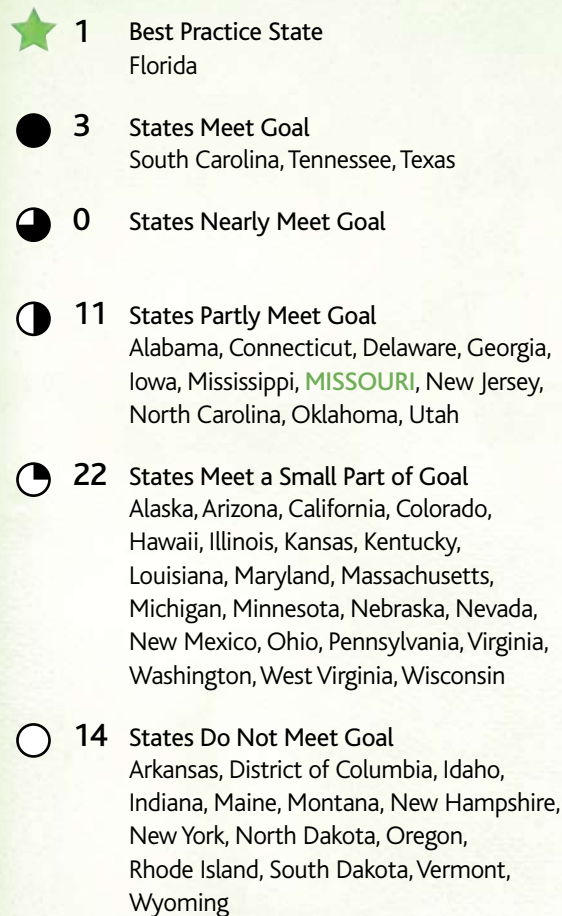 1 Best Practice State
Florida
3 States Meet Goal
South Carolina, Tennessee, Texas
0 States Nearly Meet Goal
11 States Partly Meet Goal
Alabama, Connecticut, Delaware, Georgia,
Iowa, Mississippi, MISSOURI, New Jersey,
North Carolina, Oklahoma, Utah
22 States Meet a Small Part of Goal
Alaska, Arizona, California, Colorado,
Hawaii, Illinois, Kansas, Kentucky,
Louisiana, Maryland, Massachusetts,
Michigan, Minnesota, Nebraska, Nevada,
New Mexico, Ohio, Pennsylvania, Virginia,
Washington, West Virginia, Wisconsin
14 States Do Not Meet Goal
Arkansas, District of Columbia, Idaho,
Indiana, Maine, Montana, New Hampshire,
New York, North Dakota, Oregon,
Rhode Island, South Dakota, Vermont,
Wyoming